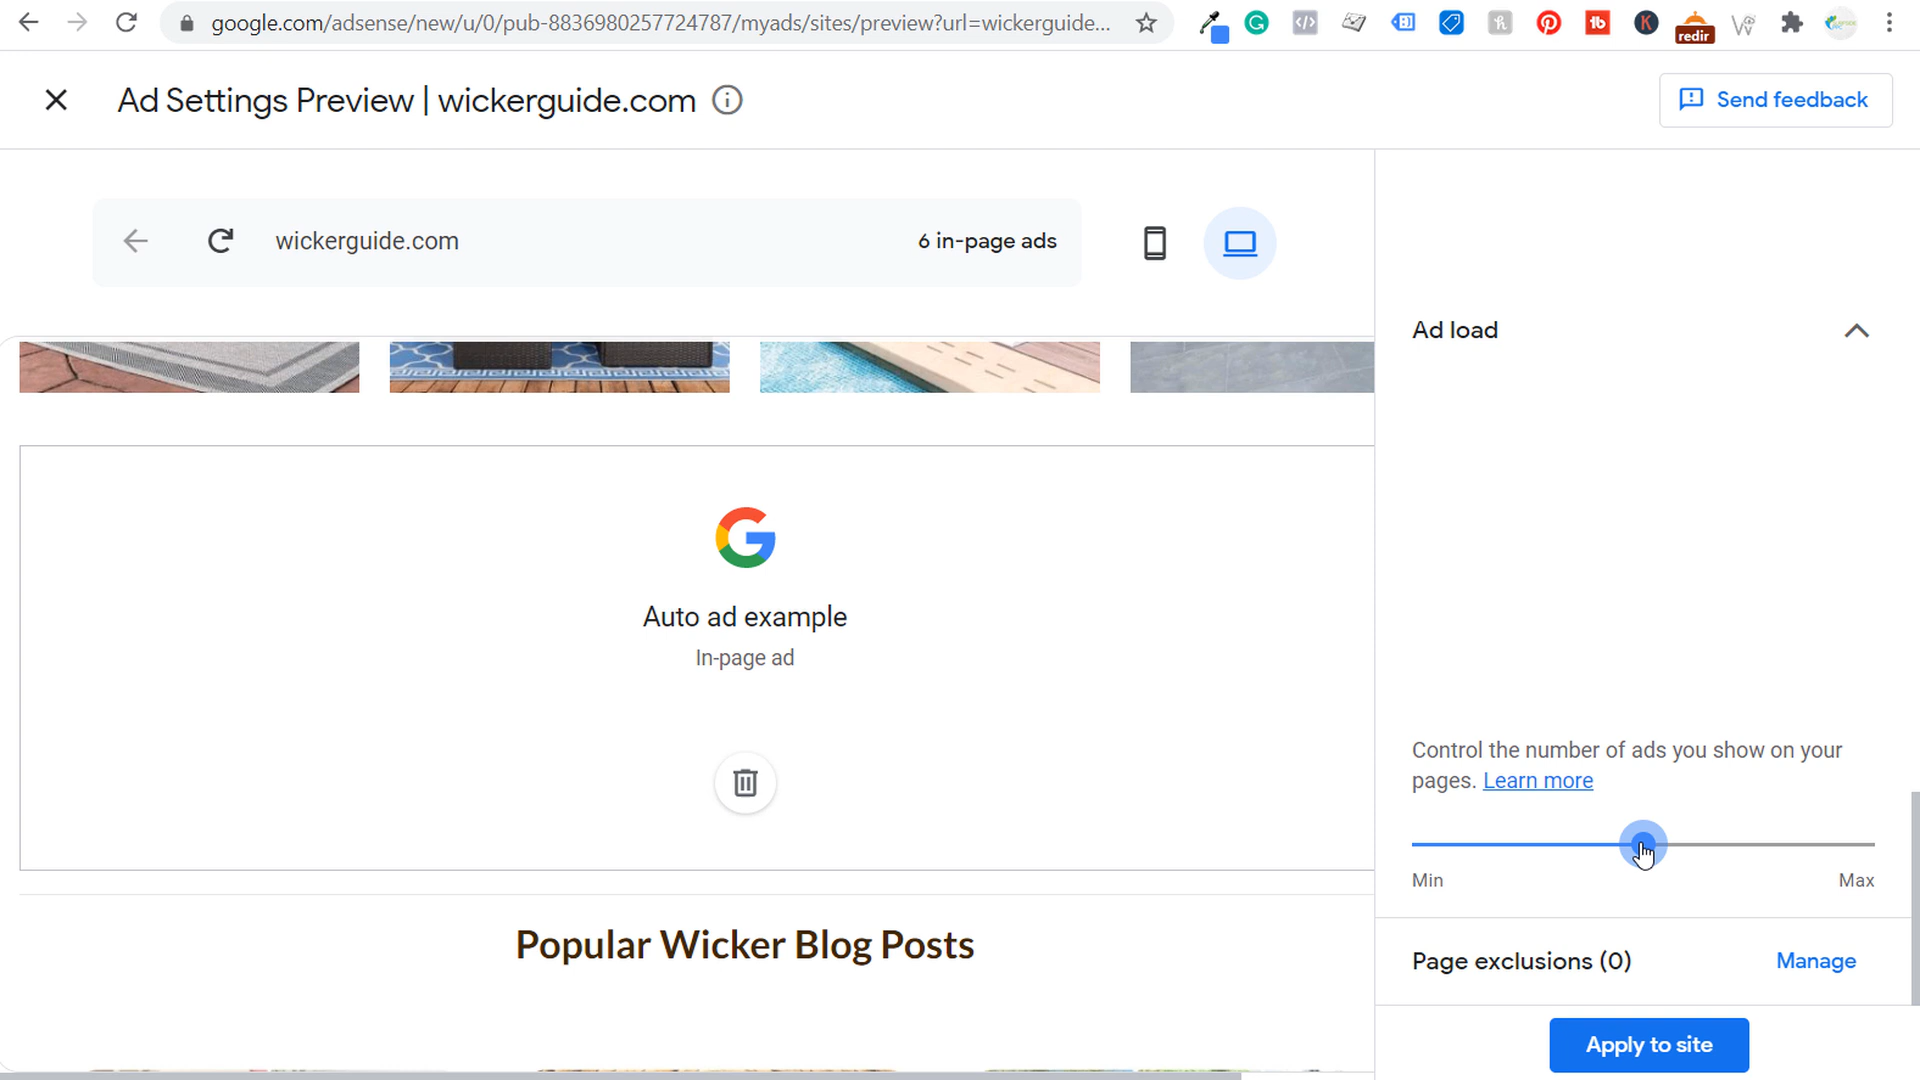 google.com/adsense/new/u/0/pub-8836980257724787/myads/sites/preview?url=wickerguide...
redir
Ad Settings Preview | wickerguide.com
Send feedback
wickerguide.com
6 in-page ads
Ad load
Auto ad example
In-page ad
Control the number of ads you show on your
pages. Learn more
Min
Max
Popular Wicker Blog Posts
Page exclusions (0)
Manage
Apply to site